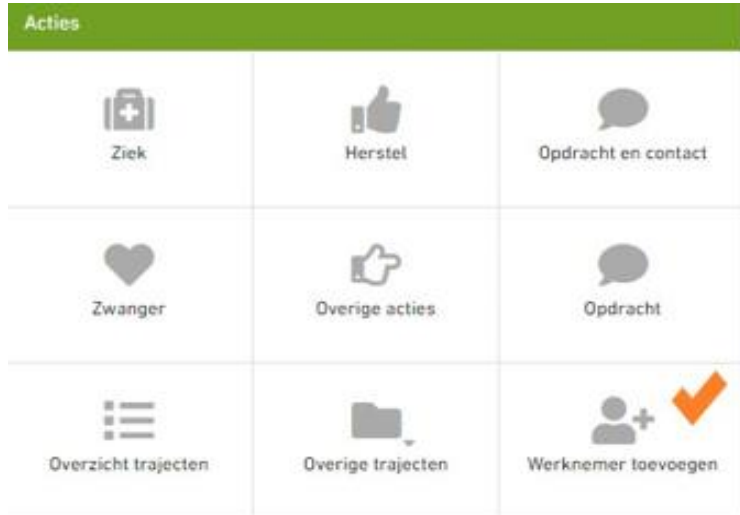 Acties
Ziek
Herstel
Opdracht en contact
Zwanger
Overige acties
Opdracht
Overzicht trajecten
Overige trajecten
Werknemer toevoegen